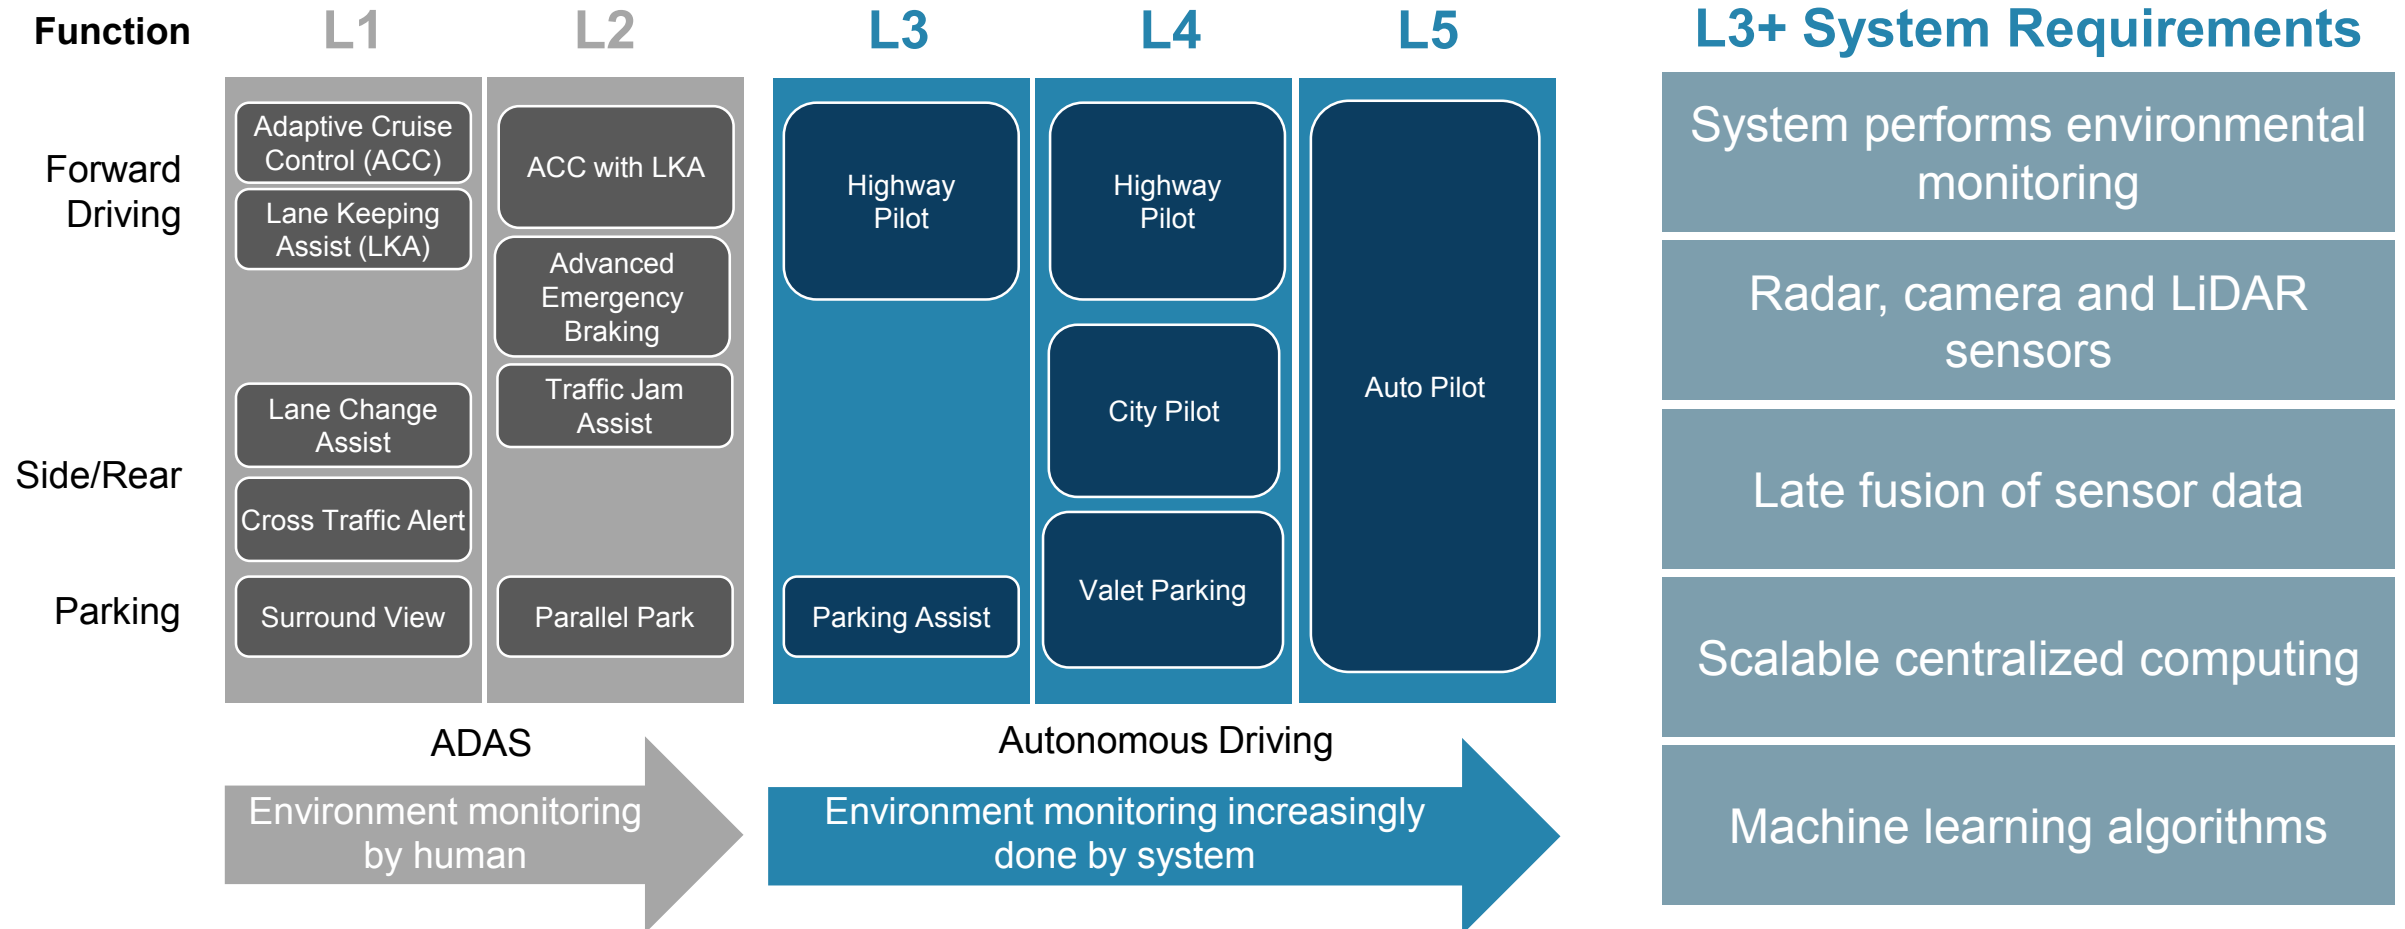 Function
L1
L2
L3
L4
L5
L3+ System Requirements
Forward
Driving
Side/Rear
Parking
Adaptive Cruise
Control (ACC)
Lane Keeping
Assist (LKA)
Lane Change
Assist
Cross Traffic Alert
Surround View
ACC with LKA
Advanced
Emergency
Braking
Traffic Jam
Assist
Parallel Park
Highway
Pilot
Parking Assist
Highway
Pilot
City Pilot
Valet Parking
Auto Pilot
ADAS
Environment monitoring
by human
Autonomous Driving
Environment monitoring increasingly
done by system
System performs environmental
monitoring
Radar, camera and LiDAR
sensors
Late fusion of sensor data
Scalable centralized computing
Machine learning algorithms